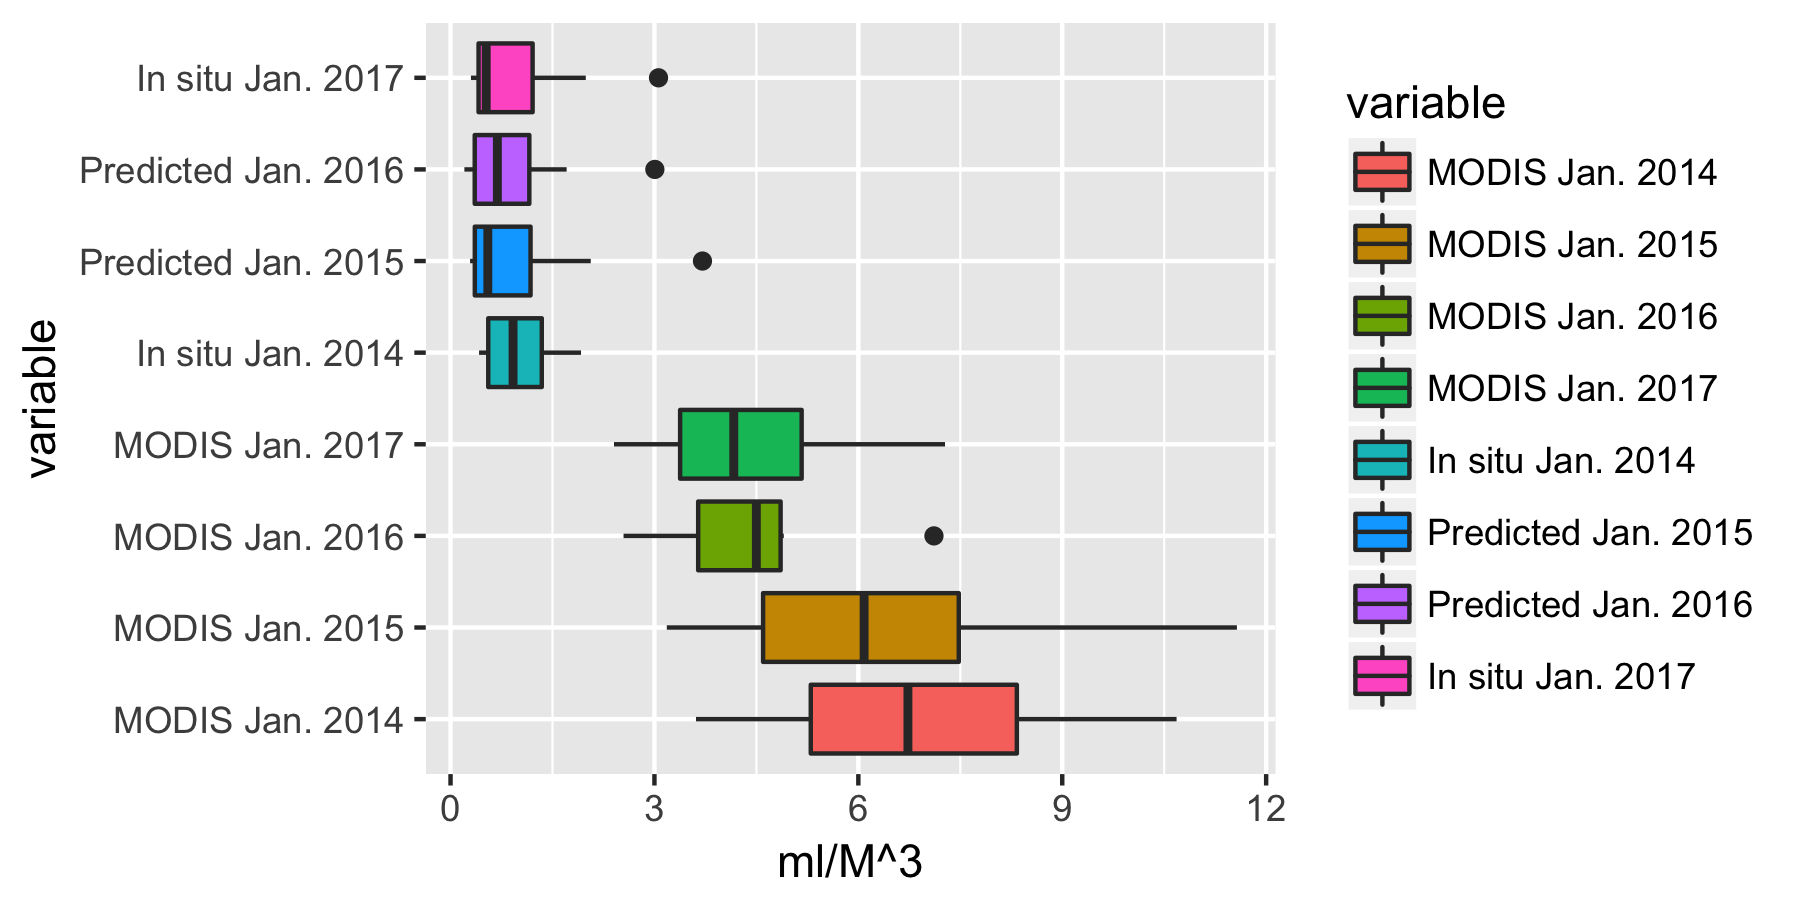 variable
In situ Jan. 2017
Predicted Jan. 2016
Predicted Jan. 2015
In situ Jan. 2014
MODIS Jan. 2017
MODIS Jan. 2016
MODIS Jan. 2015
MODIS Jan. 2014
0 3 6 9 12
ml/M^3
variable
MODIS Jan. 2014
MODIS Jan. 2015
MODIS Jan. 2016
MODIS Jan. 2017
In situ Jan. 2014
Predicted Jan. 2015
Predicted Jan. 2016
In situ Jan. 2017